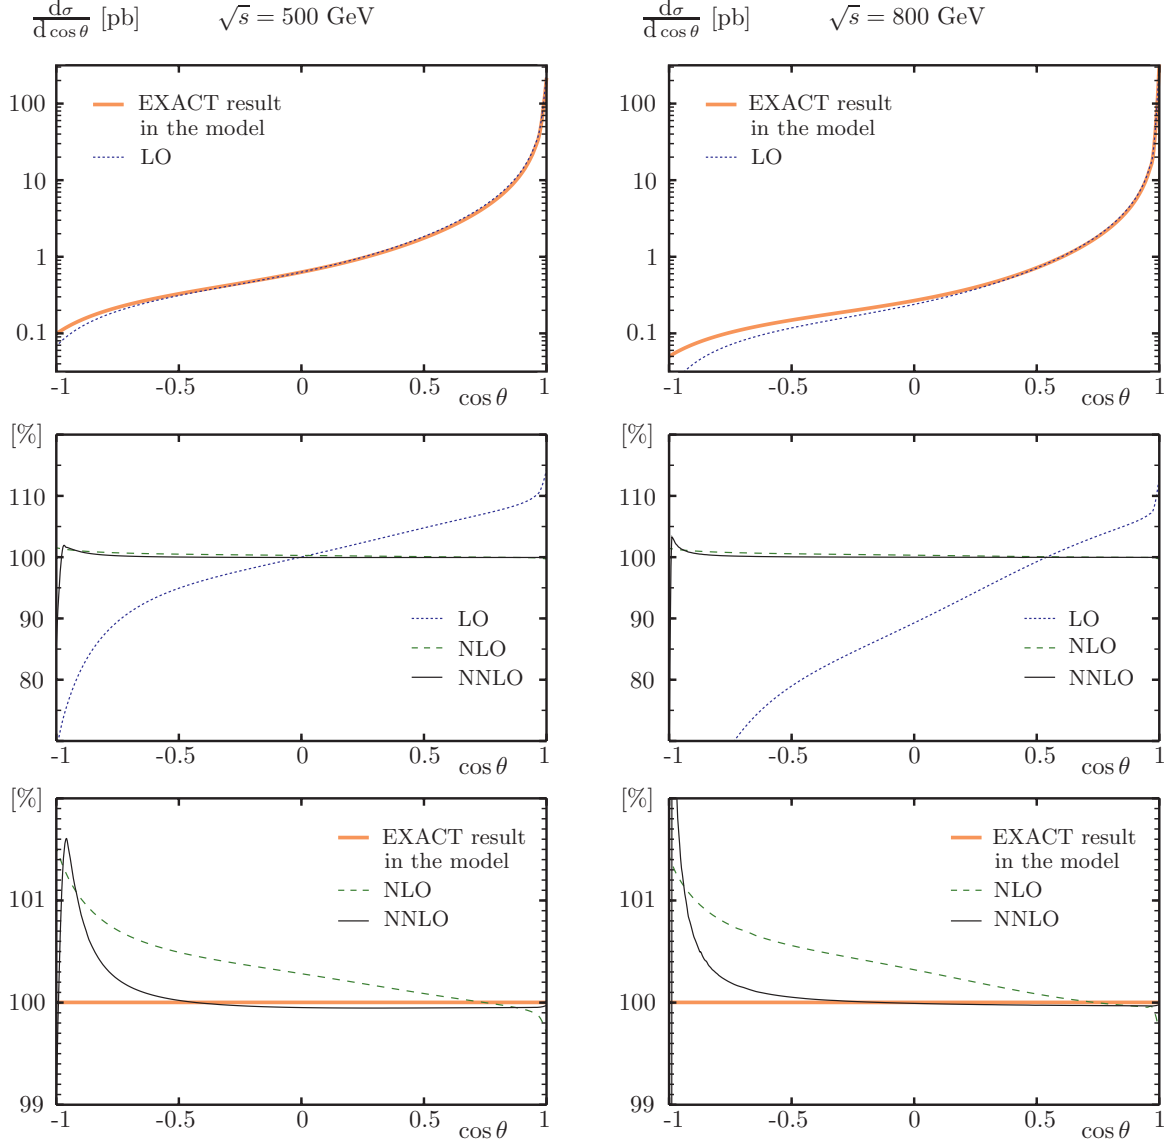 dσ/d cos θ [pb] √s = 500 GeV
100
10
1
0.1
EXACT result
in the model
LO
-1 -0.5 0 0.5 1
cos θ
dσ/d cos θ [pb] √s = 800 GeV
100
10
1
0.1
EXACT result
in the model
LO
-1 -0.5 0 0.5 1
cos θ
[%]
110
100
90
80
LO
NLO
NNLO
-1 -0.5 0 0.5 1
cos θ
[%]
110
100
90
80
LO
NLO
NNLO
-1 -0.5 0 0.5 1
cos θ
[%]
101
100
99
EXACT result
in the model
NLO
NNLO
-1 -0.5 0 0.5 1
cos θ
[%]
101
100
99
EXACT result
in the model
NLO
NNLO
-1 -0.5 0 0.5 1
cos θ